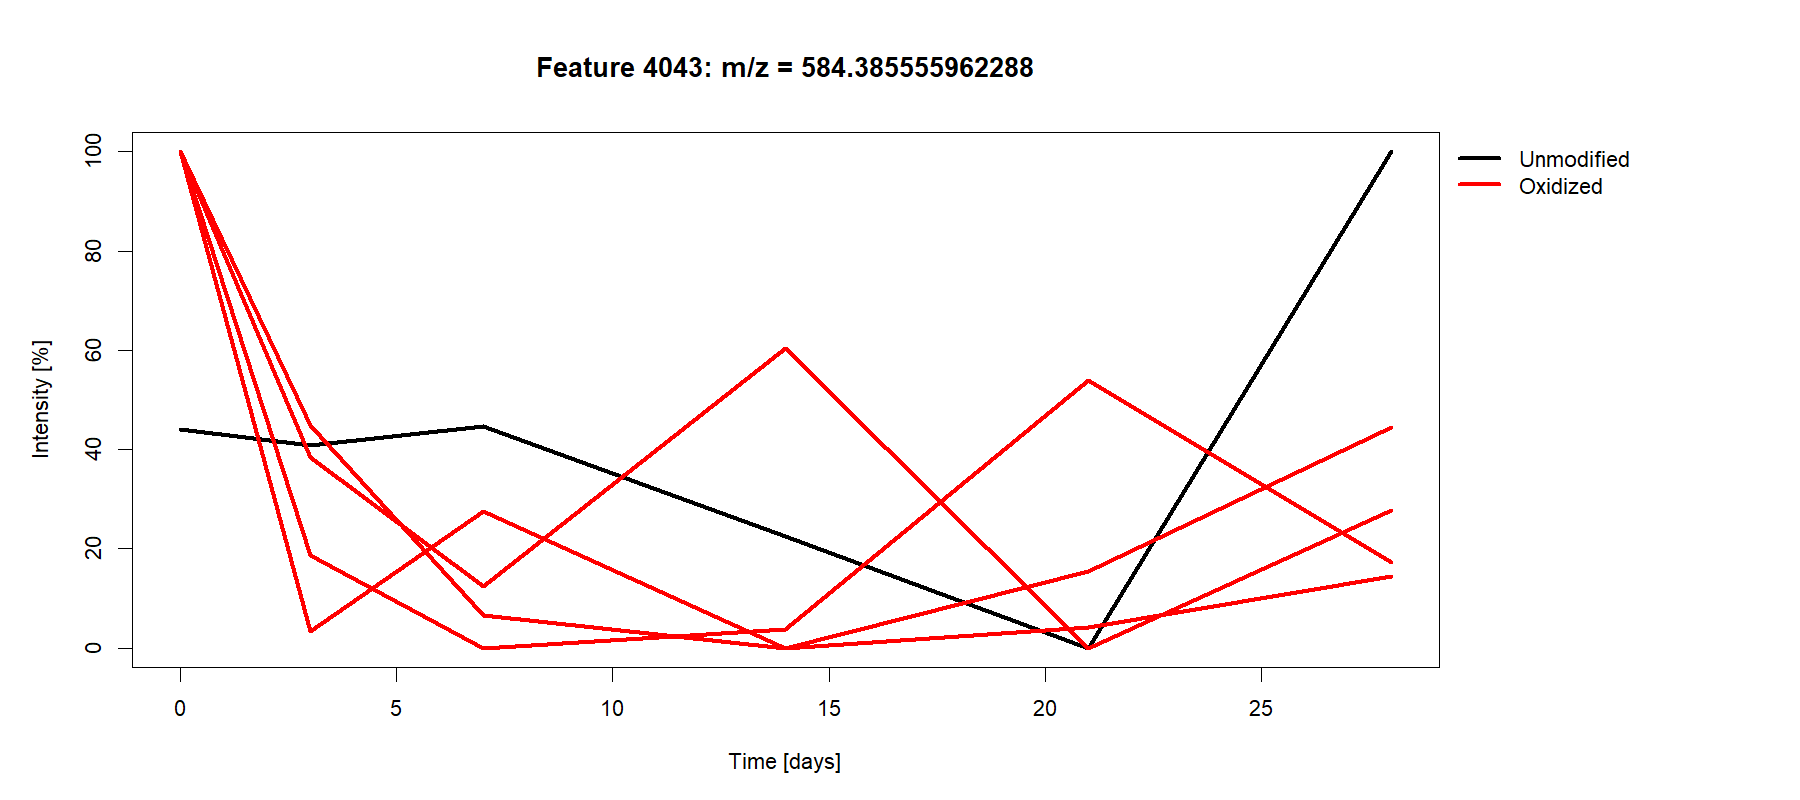 Feature 4043: m/z = 584.385555962288
Unmodified
Oxidized
Intensity [%]
100
80
60
40
20
0
0 5 10 15 20 25
Time [days]